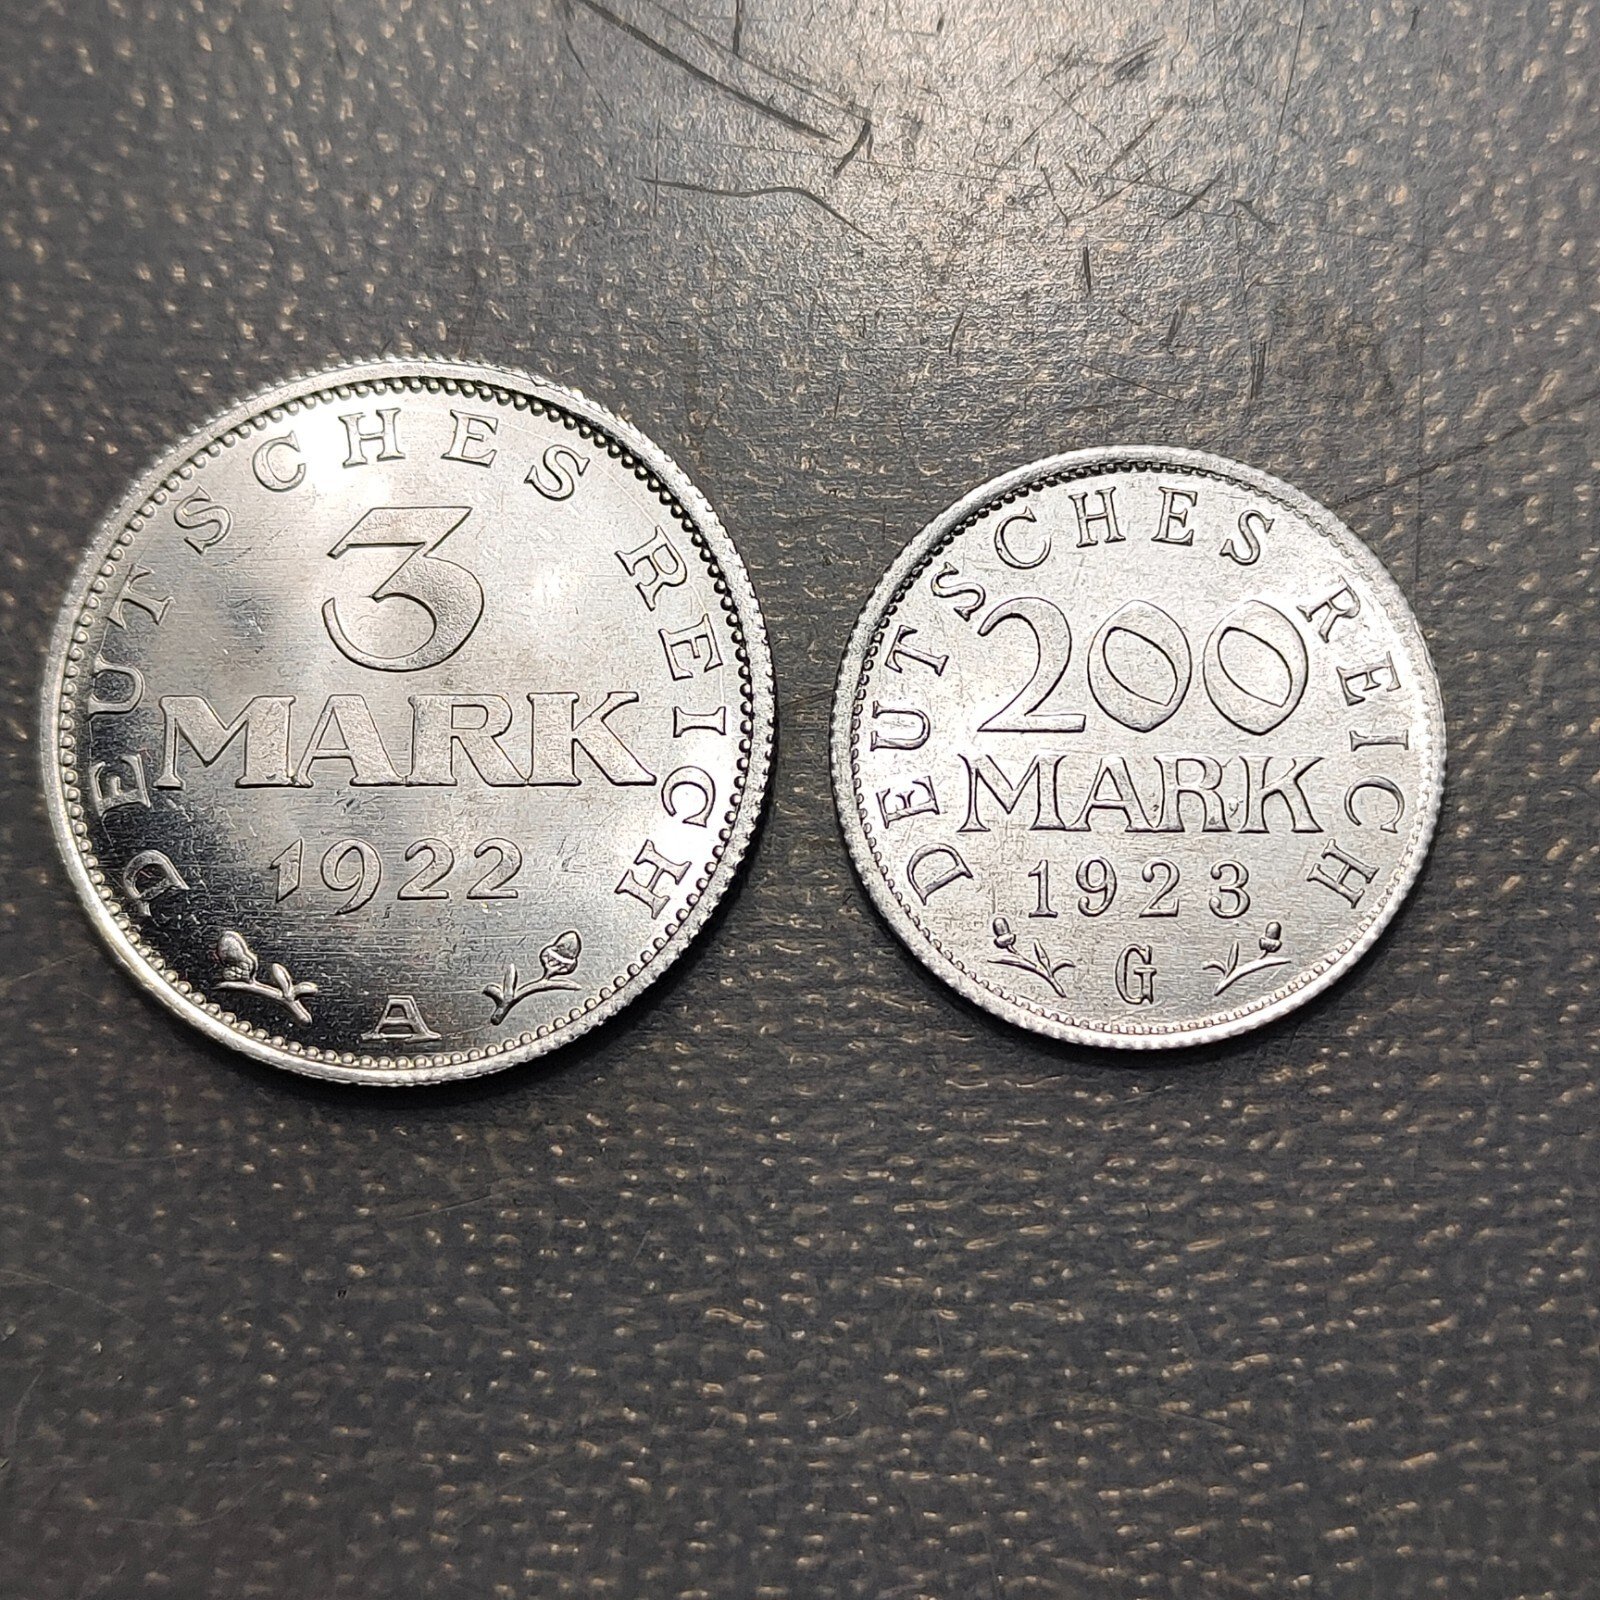 DEUTSCHES REICH
3
MARK
1922
A
DEUTSCHES REICH
200
MARK
1923
G